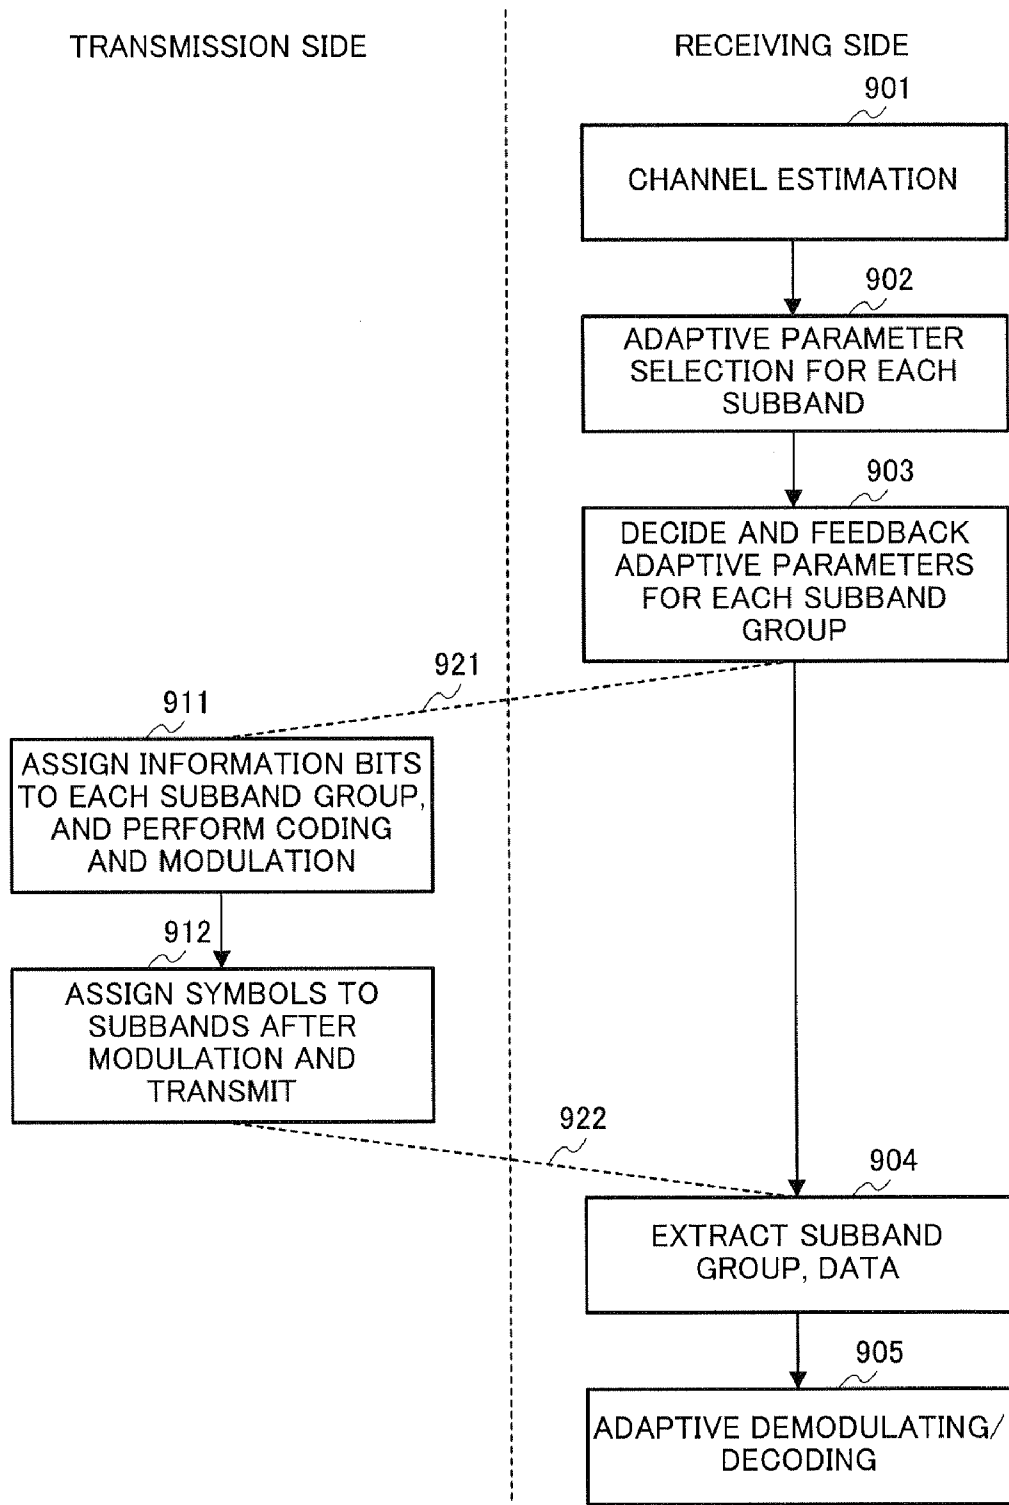 TRANSMISSION SIDE
RECEIVING SIDE
901
CHANNEL ESTIMATION
902
ADAPTIVE PARAMETER
SELECTION FOR EACH
SUBBAND
903
DECIDE AND FEEDBACK
ADAPTIVE PARAMETERS
FOR EACH SUBBAND
GROUP
921
911
ASSIGN INFORMATION BITS
TO EACH SUBBAND GROUP,
AND PERFORM CODING
AND MODULATION
912
ASSIGN SYMBOLS TO
SUBBANDS AFTER
MODULATION AND
TRANSMIT
922
904
EXTRACT SUBBAND
GROUP, DATA
905
ADAPTIVE DEMODULATING/
DECODING